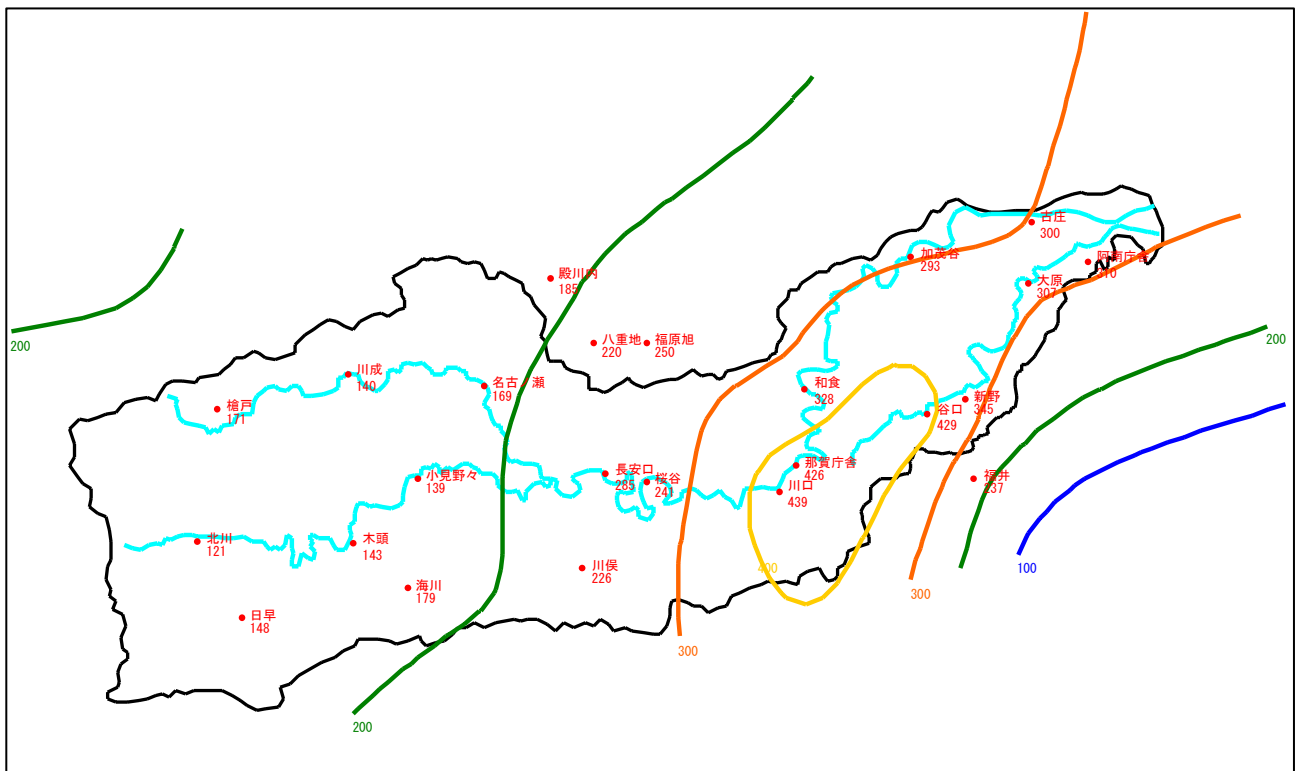 古庄
300
加茂谷
293
阿南庁舎
310
殿川内
185
大原
307
200
200
八重地
220
福原旭
250
川成
140
名古ノ瀬
169
和食
328
新野
345
槍戸
171
谷口
429
那賀庁舎
426
長安口
285
小見野々
139
桜谷
241
福井
237
川口
439
北川
121
木頭
143
100
川俣
226
400
海川
179
300
日早
148
300
200